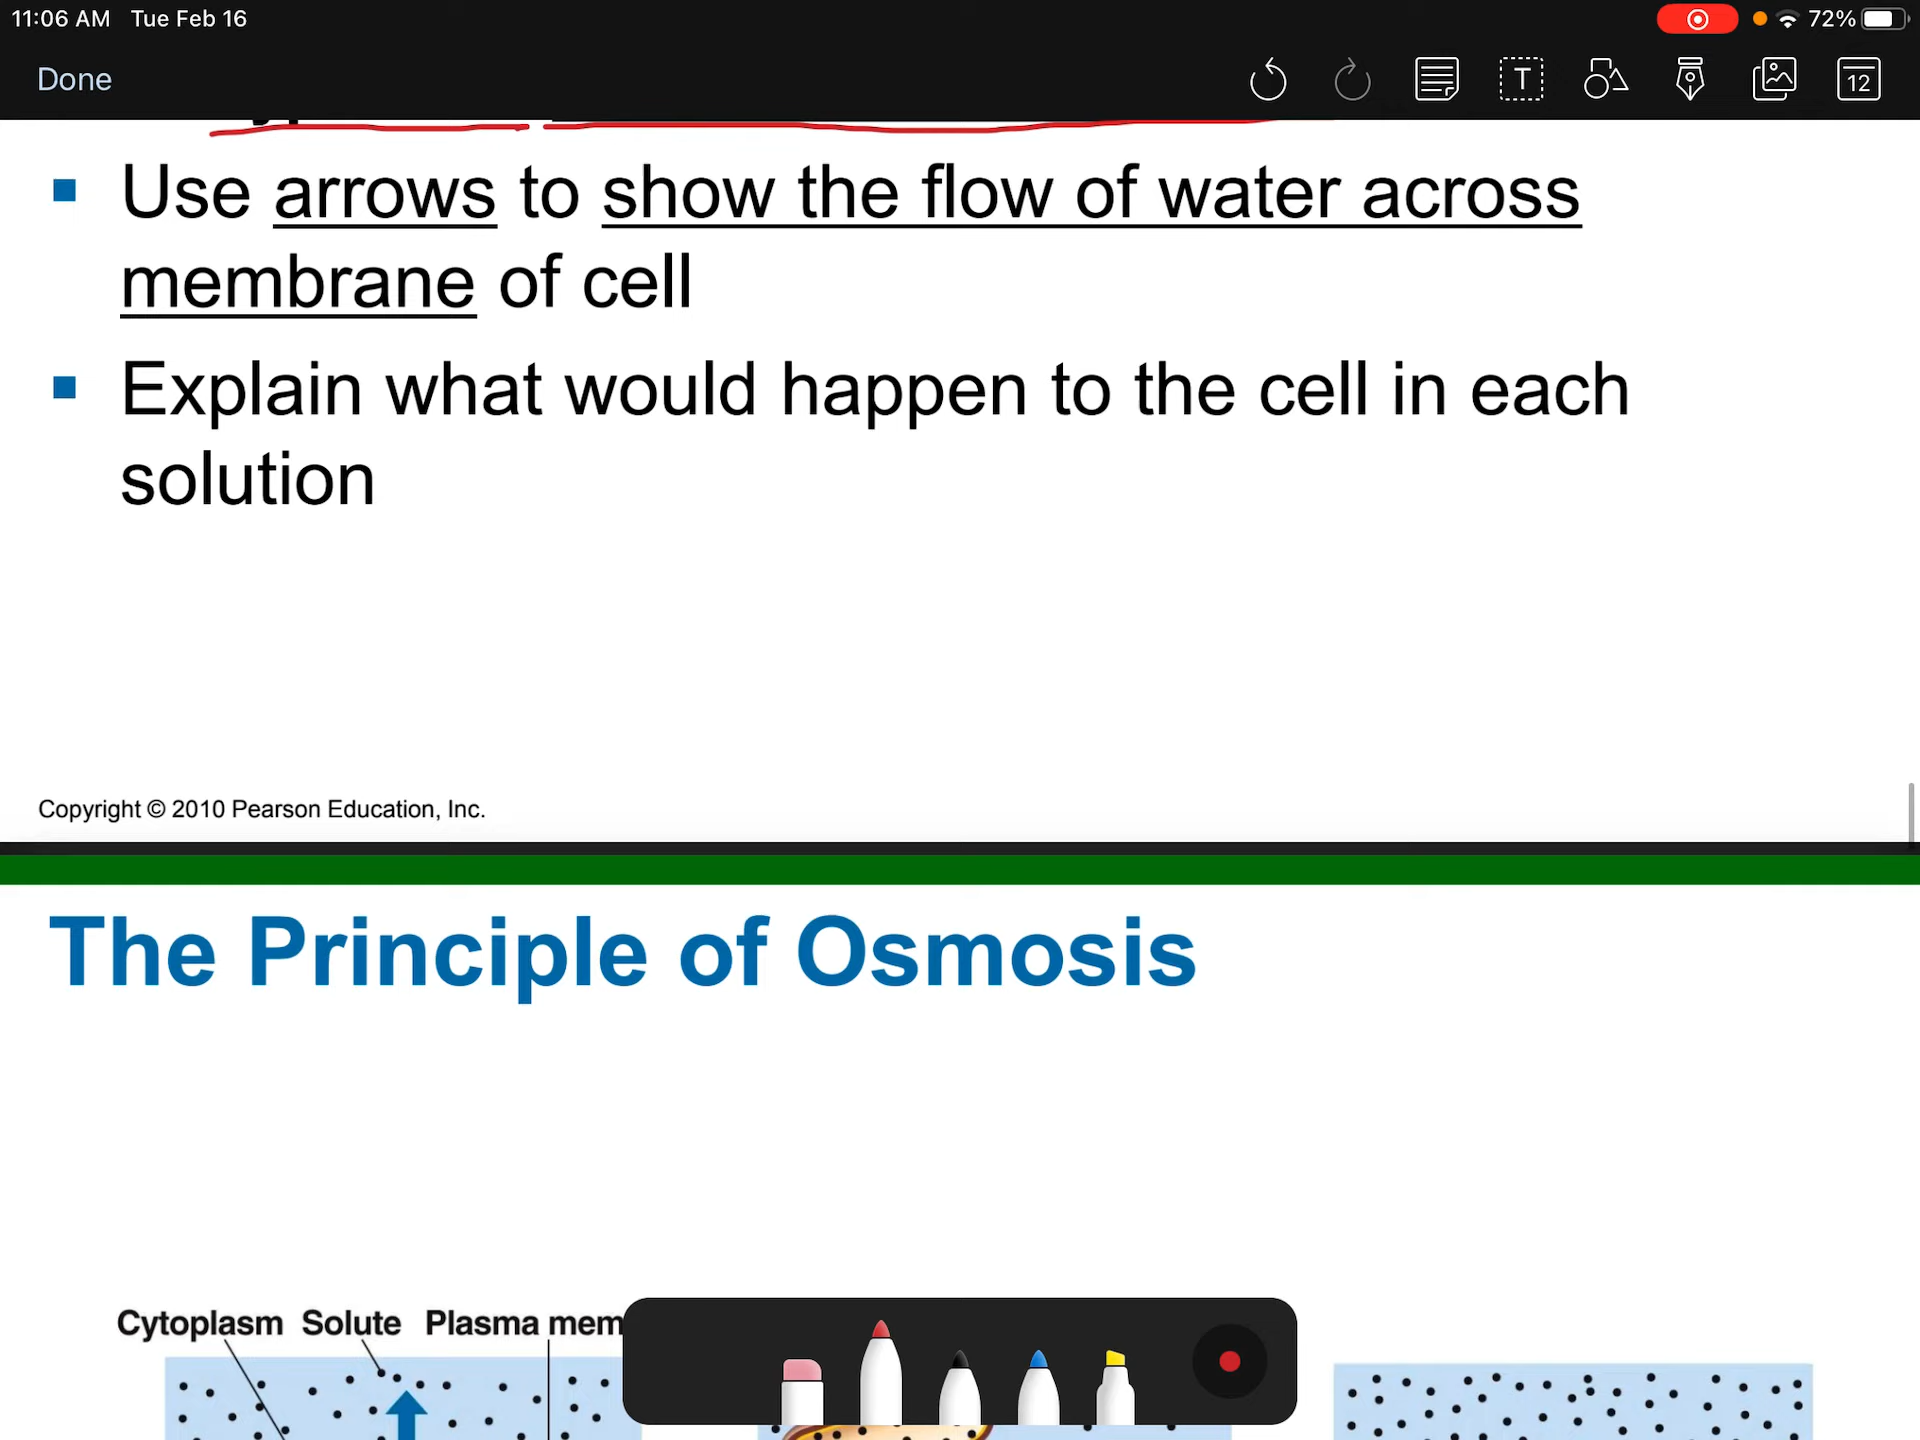 11:06 AM Tue Feb 16
72%
Done
T
12
Use arrows to show the flow of water across
membrane of cell
Explain what would happen to the cell in each
solution
Copyright © 2010 Pearson Education, Inc.
The Principle of Osmosis
Cytoplasm Solute Plasma mem